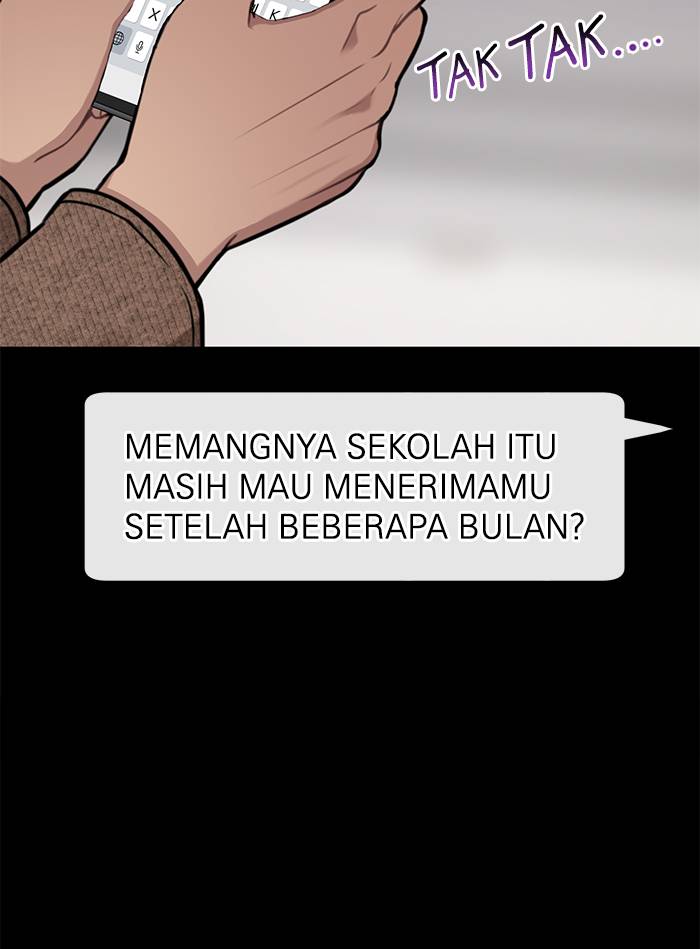 X
M K
TAK TAK....
MEMANGNYA SEKOLAH ITU
MASIH MAU MENERIMAMU
SETELAH BEBERAPA BULAN?